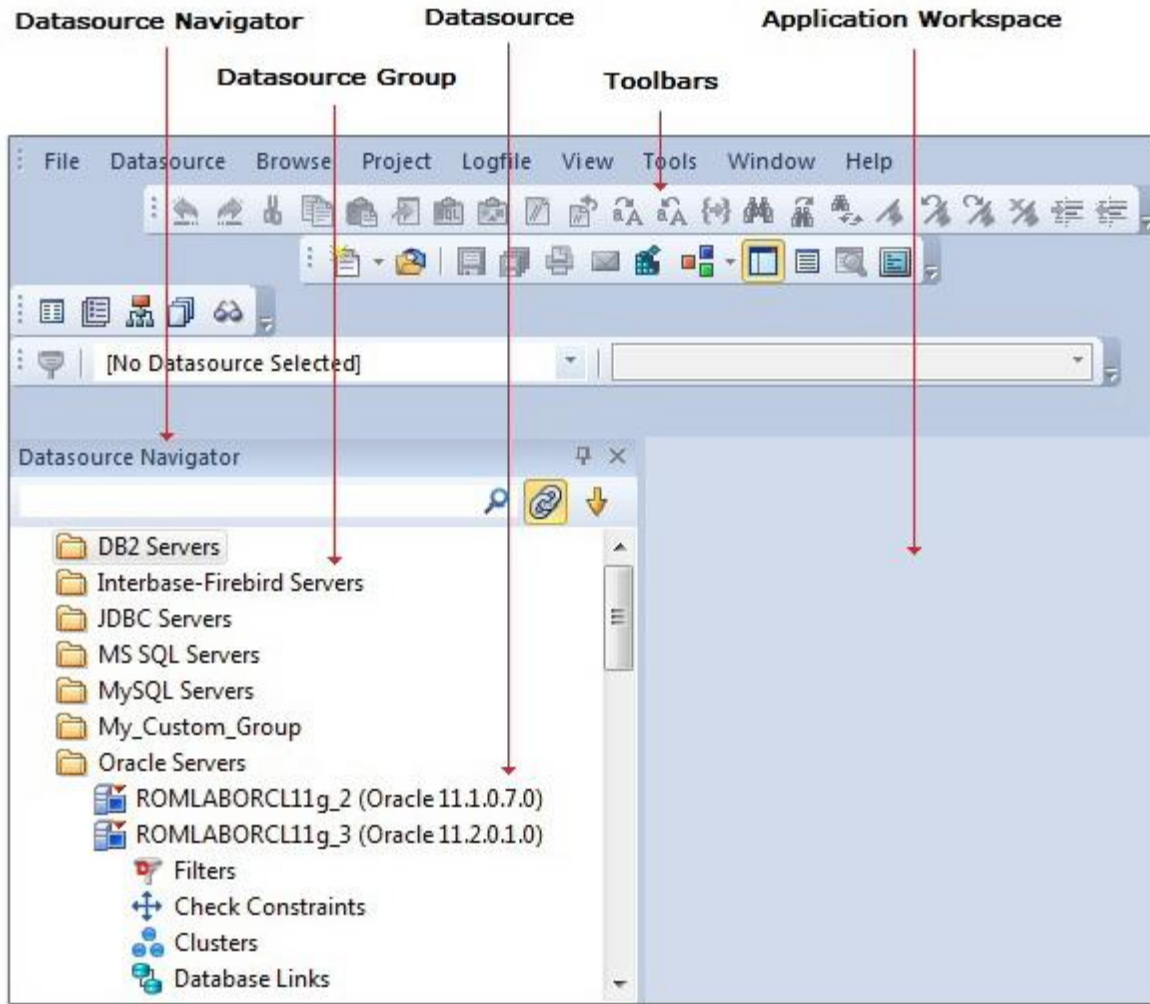 Datasource Navigator
Datasource
Application Workspace
Datasource Group
Toolbars
File Datasource Browse Project Logfile View Tools Window Help
[No Datasource Selected]
Datasource Navigator
DB2 Servers
Interbase-Firebird Servers
JDBC Servers
MS SQL Servers
MySQL Servers
My_Custom_Group
Oracle Servers
ROMLABORCL11g_2 (Oracle 11.1.0.7.0)
ROMLABORCL11g_3 (Oracle 11.2.0.1.0)
Filters
Check Constraints
Clusters
Database Links